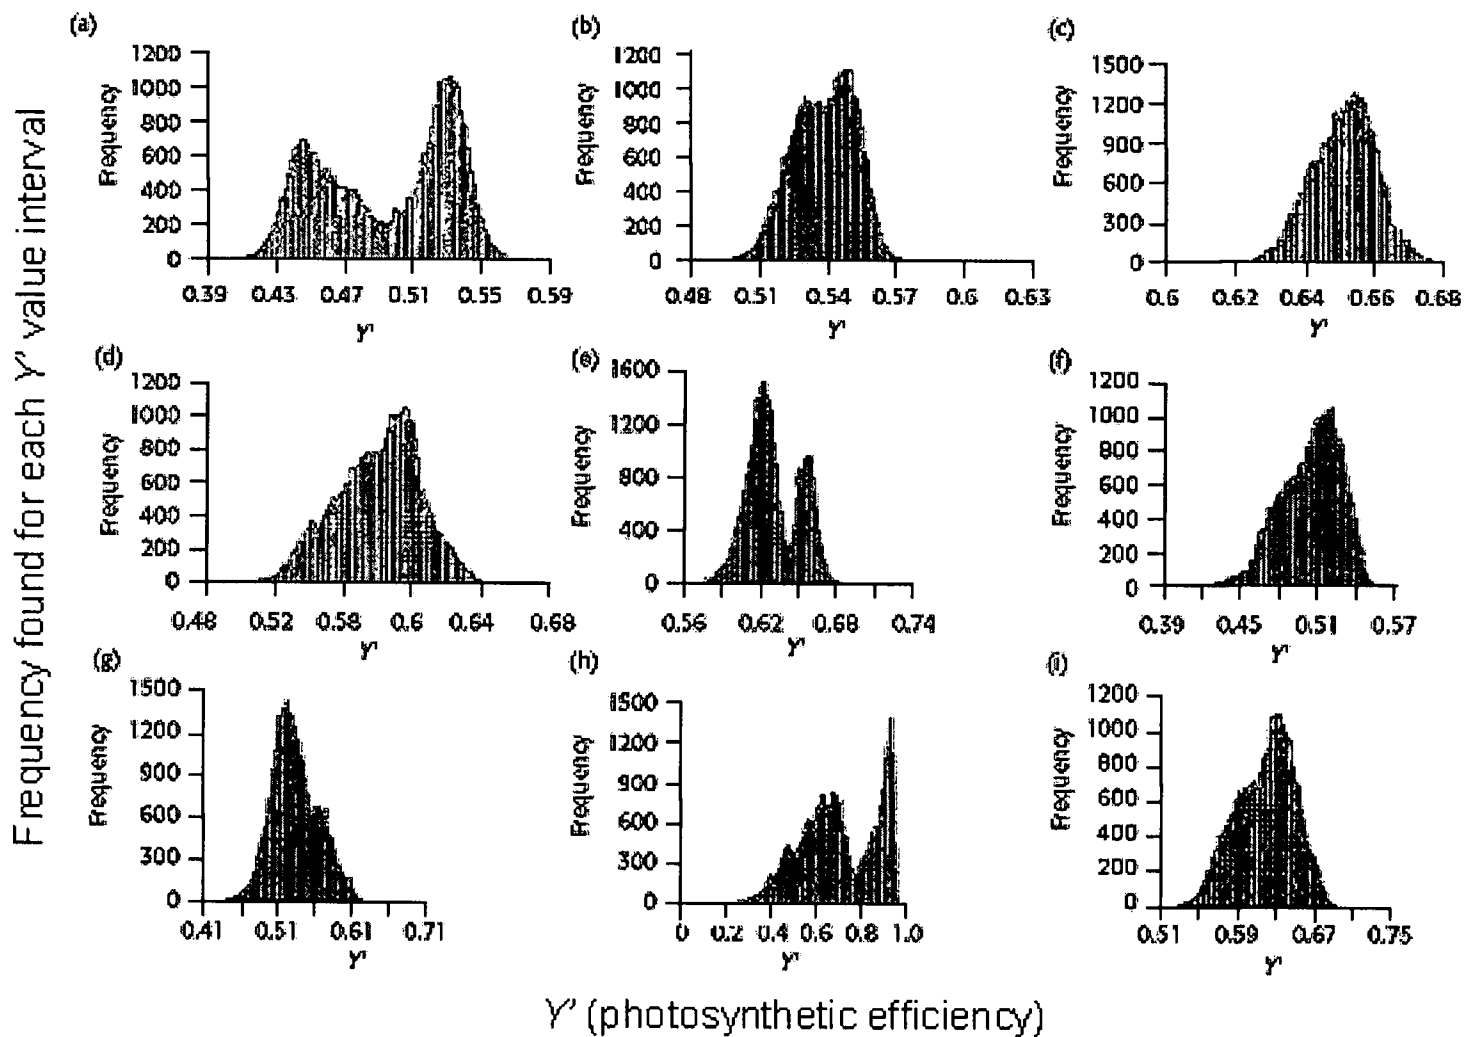 Frequency found for each Y' value interval
(a)
Frequency
1200
1000
800
600
400
200
0
0.39 0.43 0.47 0.51 0.55 0.59
Y'
(b)
Frequency
1200
1000
800
600
400
200
0
0.48 0.51 0.54 0.57 0.6 0.63
Y'
(c)
Frequency
1500
1200
900
600
300
0
0.6 0.62 0.64 0.66 0.68
Y'
(d)
Frequency
1200
1000
800
600
400
200
0
0.48 0.52 0.58 0.6 0.64 0.68
Y'
(e)
Frequency
1600
1200
800
400
0
0.56 0.62 0.68 0.74
Y'
(f)
Frequency
1200
1000
800
600
400
200
0
0.39 0.45 0.51 0.57
Y'
(g)
Frequency
1500
1200
900
600
300
0
0.41 0.51 0.61 0.71
Y'
(h)
Frequency
1500
1200
900
600
300
0
0 0.2 0.4 0.6 0.8 1.0
Y'
(i)
Frequency
1200
1000
800
600
400
200
0
0.51 0.59 0.67 0.75
Y'
Y' (photosynthetic efficiency)